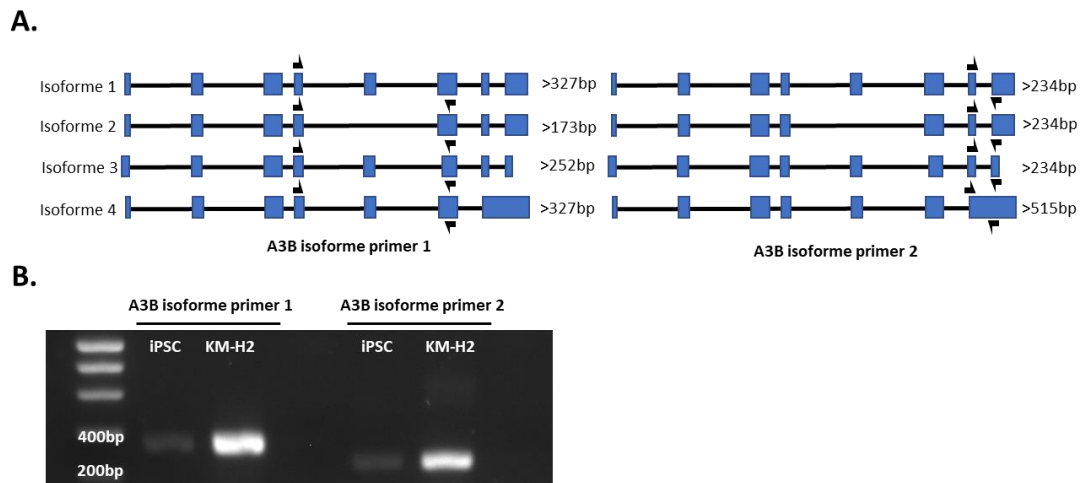 A.
Isoforme 1 >327bp >234bp
Isoforme 2 >173bp >234bp
Isoforme 3 >252bp >234bp
Isoforme 4 >327bp >515bp
A3B isoforme primer 1 A3B isoforme primer 2
B.
A3B isoforme primer 1 A3B isoforme primer 2
iPSC KM-H2 iPSC KM-H2
400bp
200bp